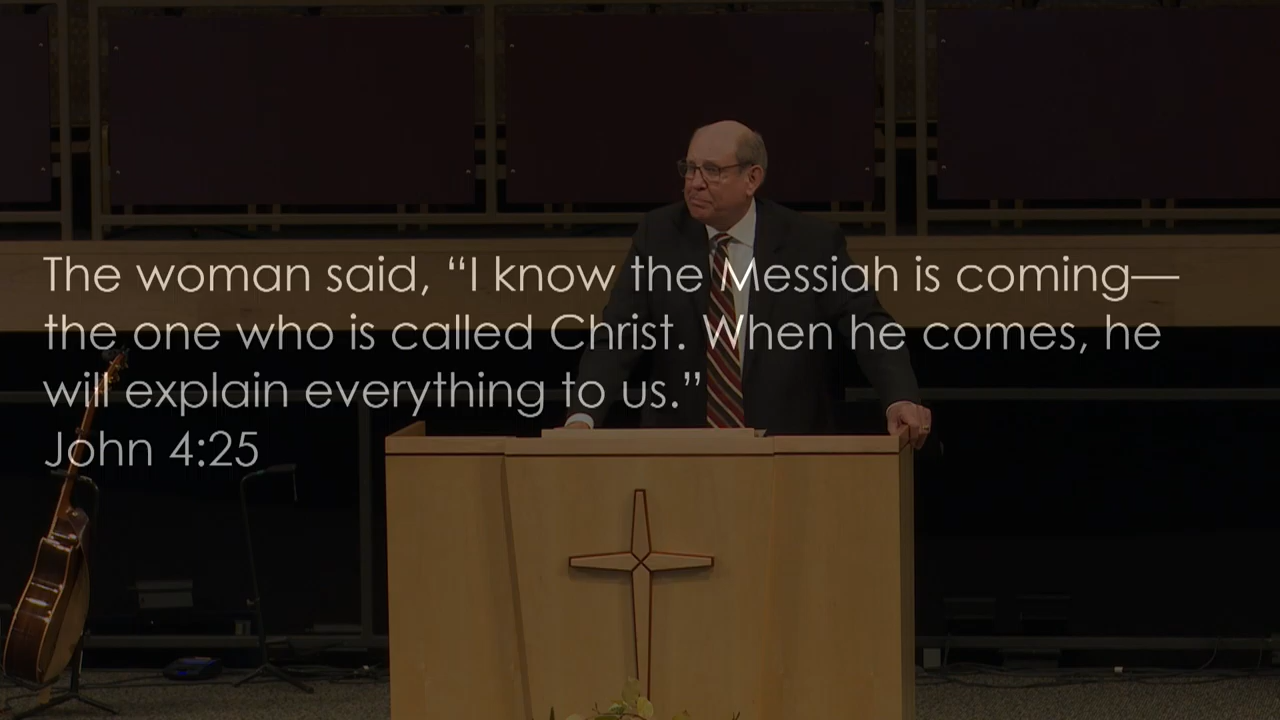 The woman said, “I know the Messiah is coming—
the one who is called Christ. When he comes, he
will explain everything to us.”
John 4:25